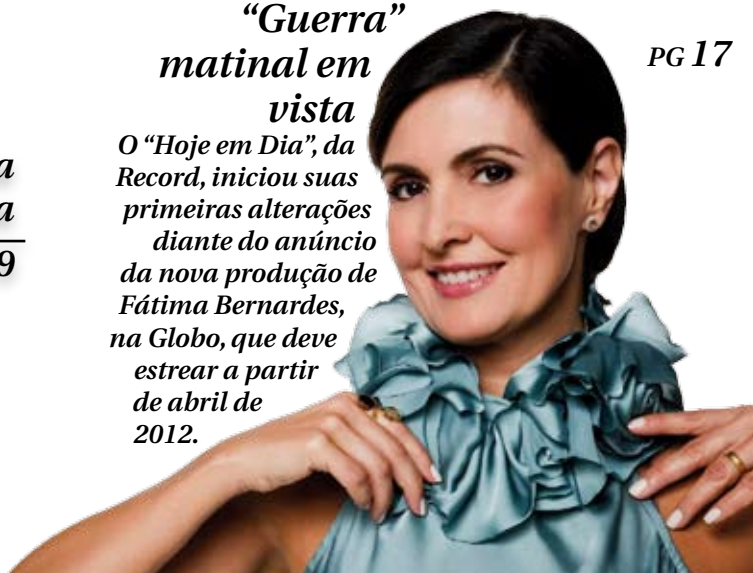 “Guerra”
matinal em
vista
PG 17
O “Hoje em Dia”, da
Record, iniciou suas
primeiras alterações
diante do anúncio
da nova produção de
Fátima Bernardes,
na Globo, que deve
estrear a partir
de abril de
2012.
a
a
9